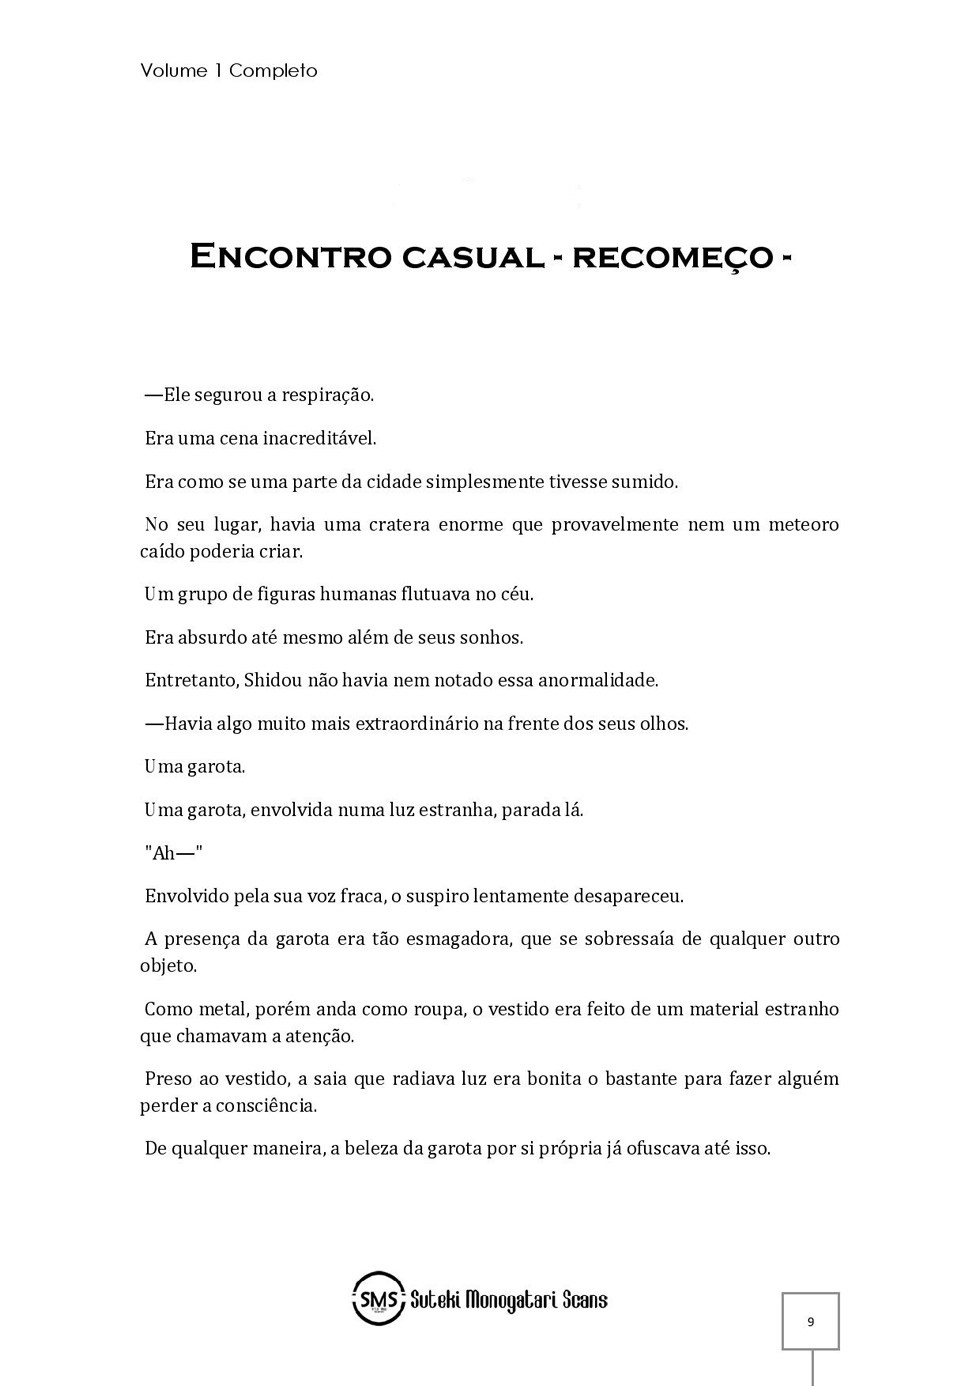 Volume 1 Completo
Encontro casual - recomeço -
—Ele segurou a respiração.
Era uma cena inacreditável.
Era como se uma parte da cidade simplesmente tivesse sumido.
No seu lugar, havia uma cratera enorme que provavelmente nem um meteoro
caído poderia criar.
Um grupo de figuras humanas flutuava no céu.
Era absurdo até mesmo além de seus sonhos.
Entretanto, Shidou não havia nem notado essa anormalidade.
—Havia algo muito mais extraordinário na frente dos seus olhos.
Uma garota.
Uma garota, envolvida numa luz estranha, parada lá.
"Ah—"
Envolvido pela sua voz fraca, o suspiro lentamente desapareceu.
A presença da garota era tão esmagadora, que se sobressaía de qualquer outro
objeto.
Como metal, porém anda como roupa, o vestido era feito de um material estranho
que chamavam a atenção.
Preso ao vestido, a saia que radiava luz era bonita o bastante para fazer alguém
perder a consciência.
De qualquer maneira, a beleza da garota por si própria já ofuscava até isso.
SMS Suteki Monogatari Scans
9